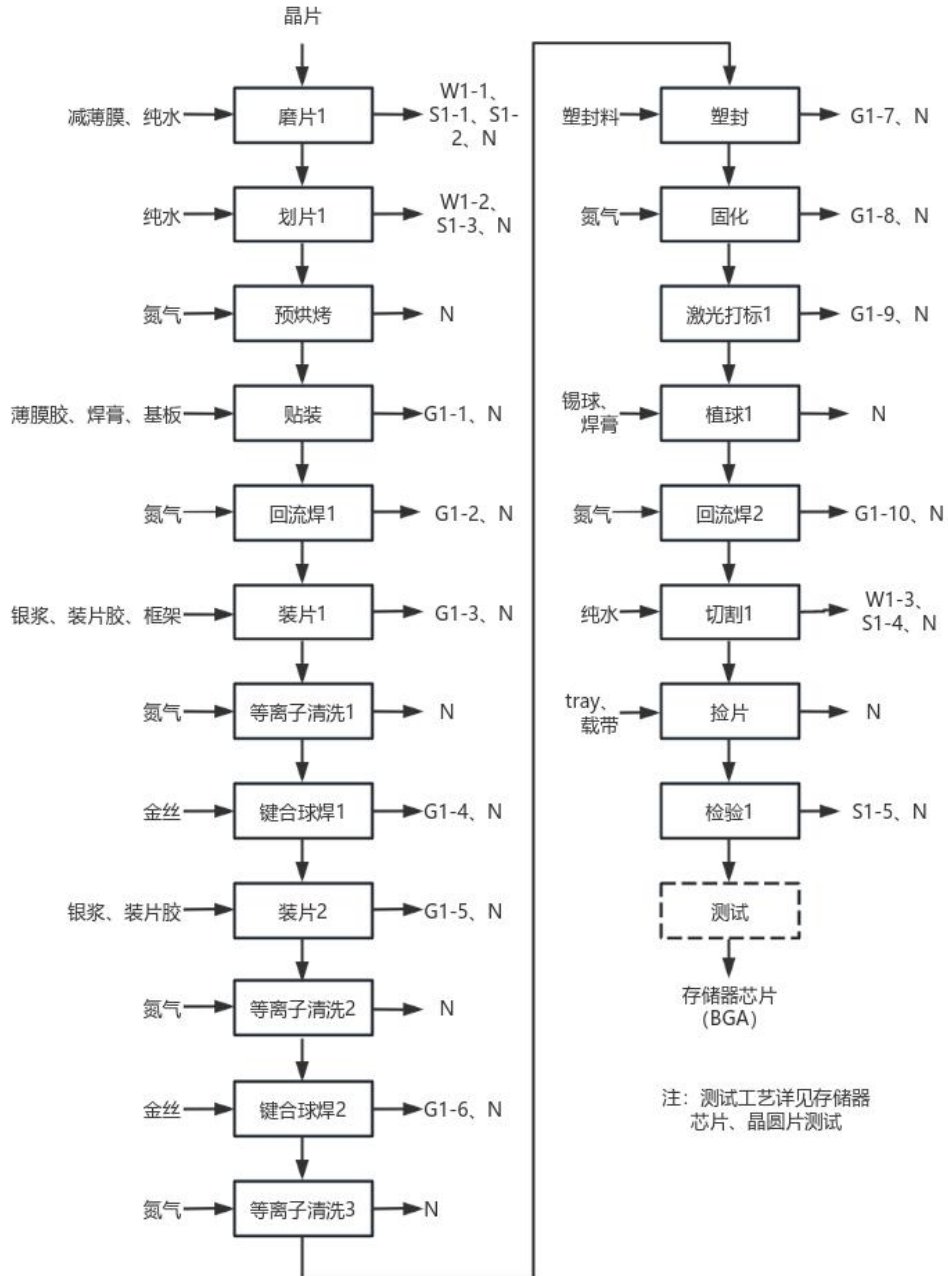 晶片
减薄膜、纯水
磨片1
W1-1、
S1-1、S1-
2、N
纯水
划片1
W1-2、
S1-3、N
氮气
预烘烤
N
薄膜胶、焊膏、基板
贴装
G1-1、N
氮气
回流焊1
G1-2、N
银浆、装片胶、框架
装片1
G1-3、N
氮气
等离子清洗1
N
金丝
键合球焊1
G1-4、N
银浆、装片胶
装片2
G1-5、N
氮气
等离子清洗2
N
金丝
键合球焊2
G1-6、N
氮气
等离子清洗3
N
塑封料
塑封
G1-7、N
氮气
固化
G1-8、N
激光打标1
G1-9、N
锡球、
焊膏
植球1
N
氮气
回流焊2
G1-10、N
纯水
切割1
W1-3、
S1-4、N
tray、
载带
捡片
N
检验1
S1-5、N
测试
存储器芯片
（BGA）
注：测试工艺详见存储器
芯片、晶圆片测试